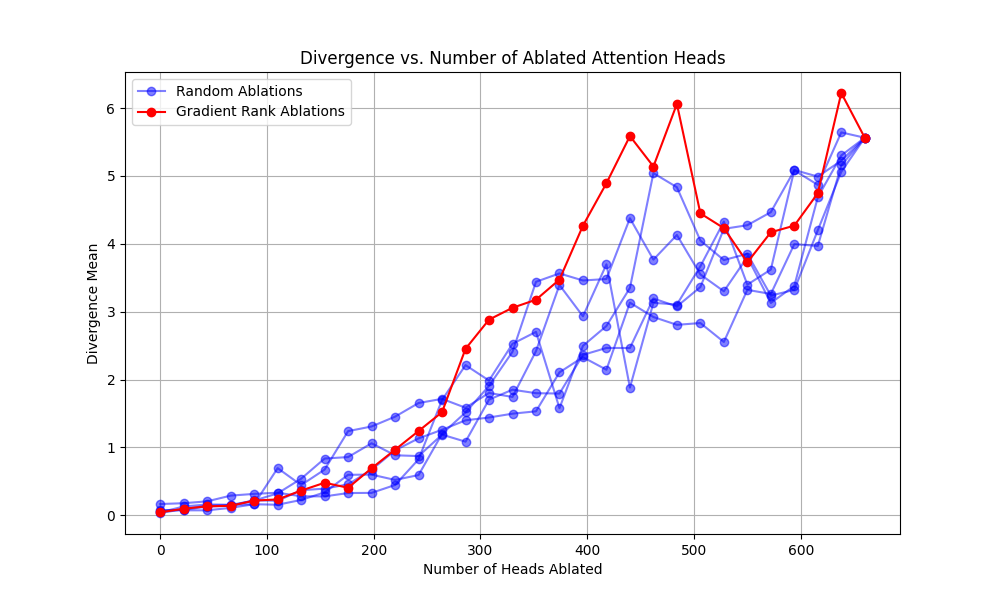 Divergence vs. Number of Ablated Attention Heads
Random Ablations
Gradient Rank Ablations
Divergence Mean
6
5
4
3
2
1
0
0 100 200 300 400 500 600
Number of Heads Ablated